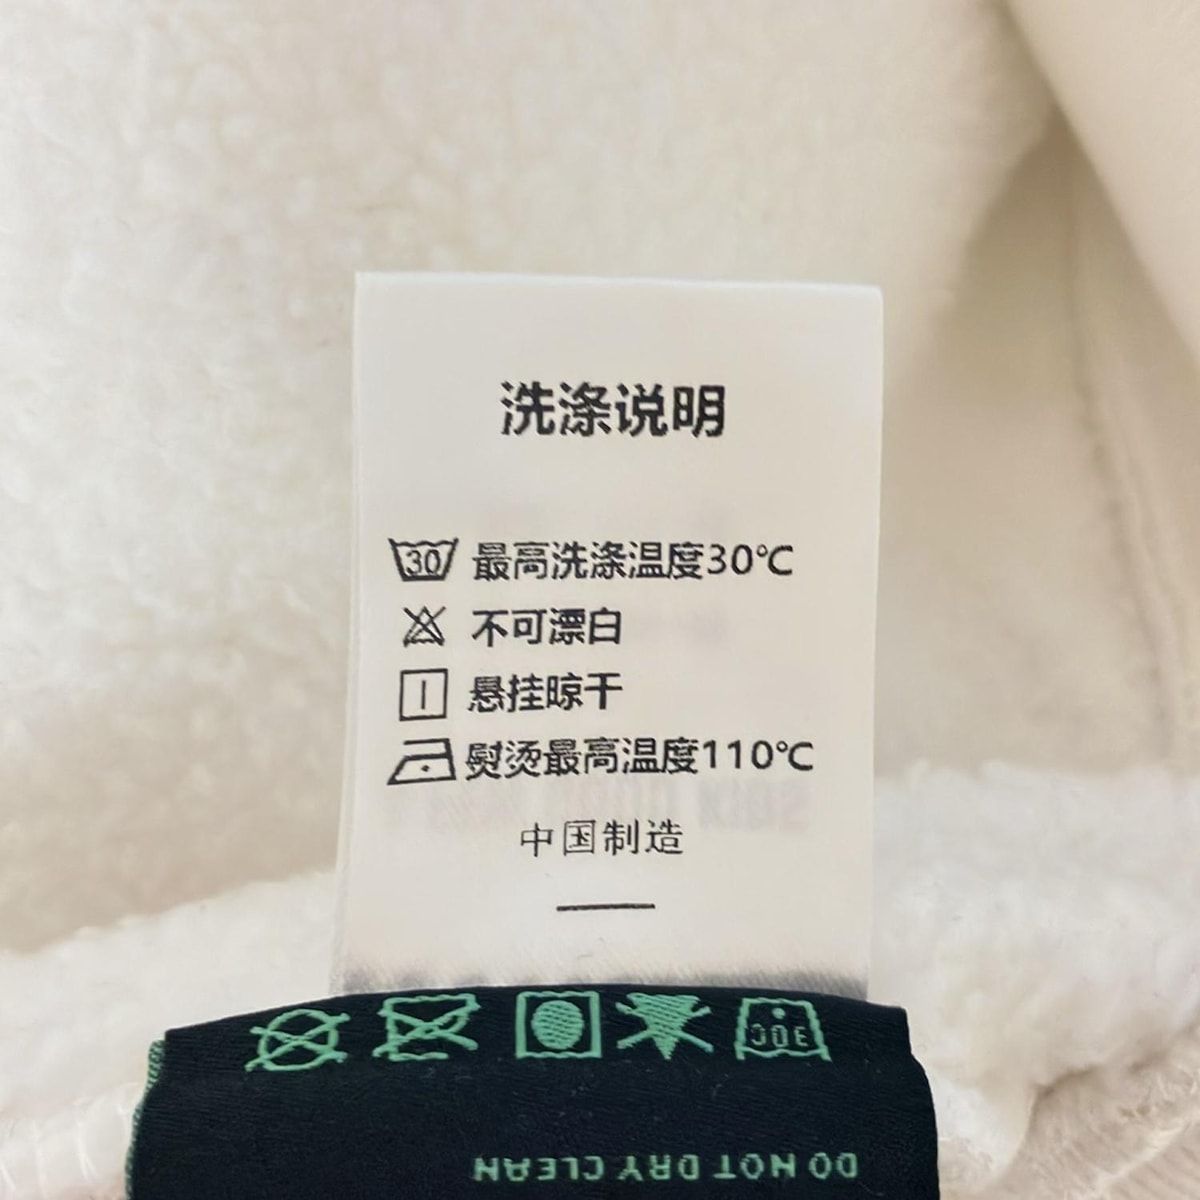 洗涤说明
30 最高洗涤温度30℃
不可漂白
悬挂晾干
熨烫最高温度110℃
中国制造
30C
DO NOT DRY CLEAN